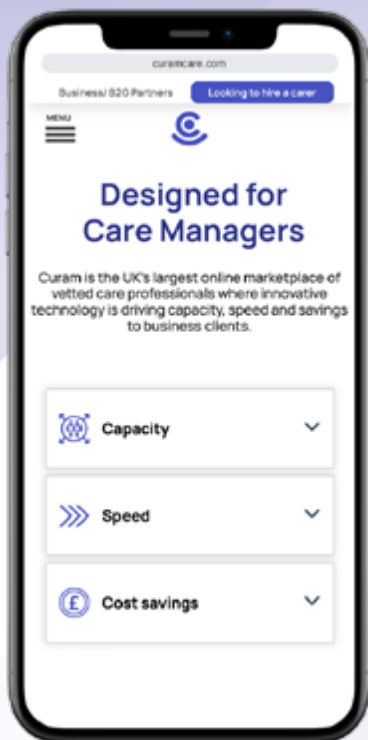 curamcare.com
Business/B2G Partners Looking to hire a carer
MENU
Designed for
Care Managers
Curam is the UK's largest online marketplace of
vetted care professionals where innovative
technology is driving capacity, speed and savings
to business clients.
Capacity
Speed
£ Cost savings